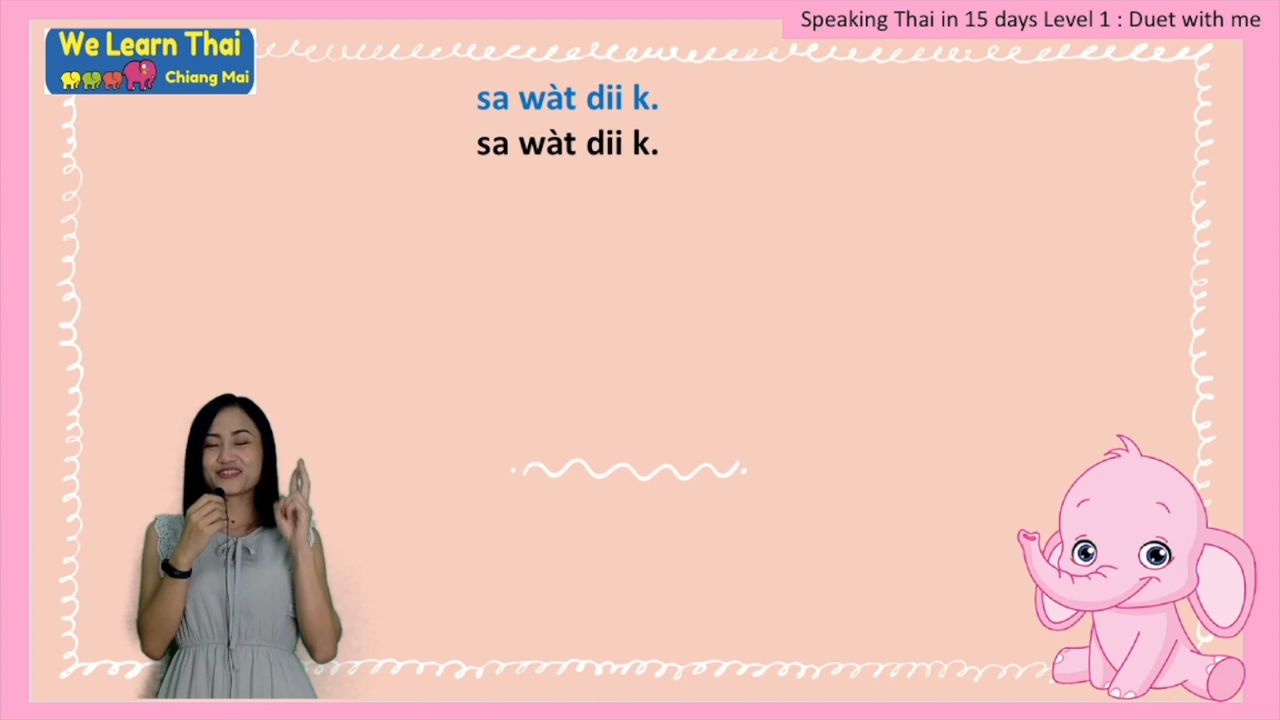 Speaking Thai in 15 days Level 1 : Duet with me
We Learn Thai
Chiang Mai
sa wàt dii k.
sa wàt dii k.